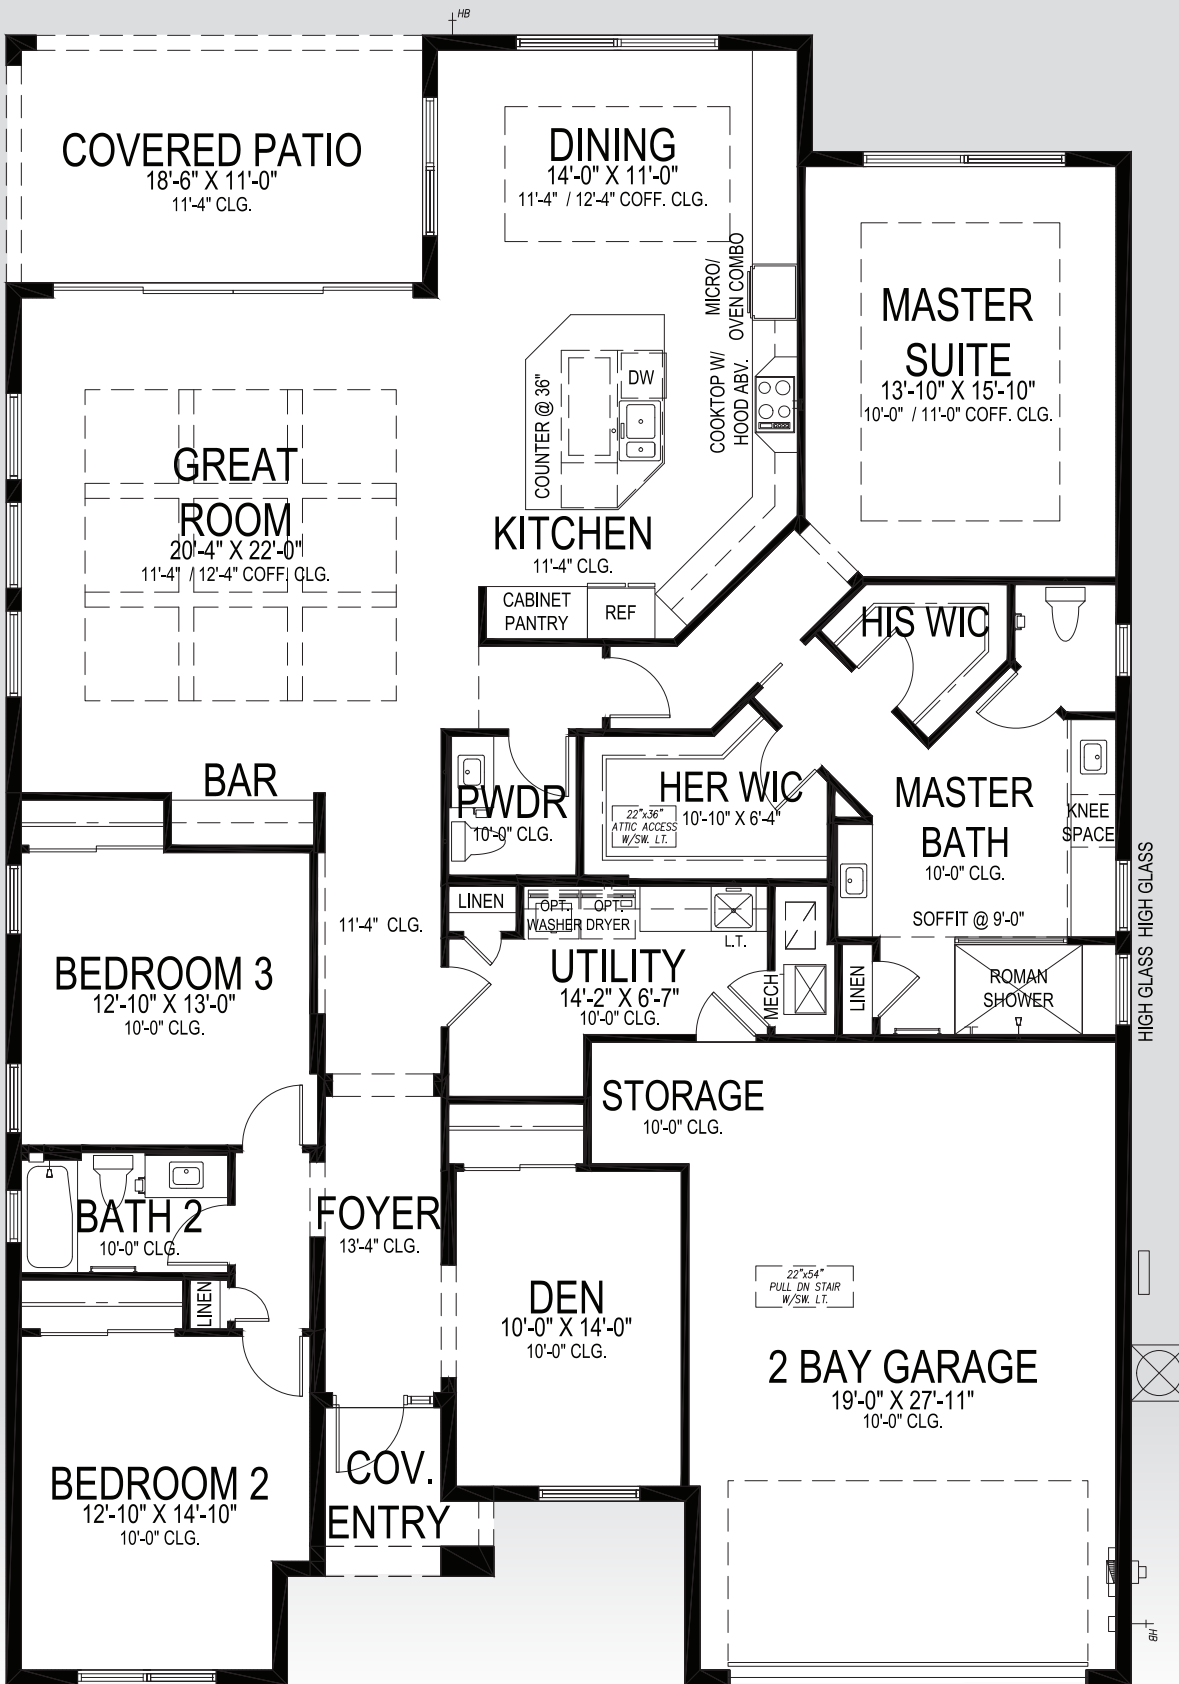 HB
COVERED PATIO
18'-6" X 11'-0"
11'-4" CLG.
DINING
14'-0" X 11'-0"
11'-4" / 12'-4" COFF. CLG.
MICRO/
OVEN COMBO
COOKTOP W/
HOOD ABV.
DW
COUNTER @ 36"
KITCHEN
11'-4" CLG.
CABINET
PANTRY
REF
MASTER
SUITE
13'-10" X 15'-10"
10'-0" / 11'-0" COFF. CLG.
GREAT
ROOM
20'-4" X 22'-0"
11'-4" / 12'-4" COFF. CLG.
HIS WIC
BAR
PWDR
10'-0" CLG.
HER WIC
10'-10" X 6'-4"
22"x36"
ATTIC ACCESS
W/SW. LT.
MASTER
BATH
10'-0" CLG.
KNEE
SPACE
SOFFIT @ 9'-0"
HIGH GLASS
HIGH GLASS
ROMAN
SHOWER
LINEN
MECH
LINEN
OPT.
WASHER
OPT.
DRYER
L.T.
UTILITY
14'-2" X 6'-7"
10'-0" CLG.
11'-4" CLG.
BEDROOM 3
12'-10" X 13'-0"
10'-0" CLG.
STORAGE
10'-0" CLG.
BATH 2
10'-0" CLG.
FOYER
13'-4" CLG.
LINEN
DEN
10'-0" X 14'-0"
10'-0" CLG.
22"x54"
PULL DN STAIR
W/SW. LT.
2 BAY GARAGE
19'-0" X 27'-11"
10'-0" CLG.
BEDROOM 2
12'-10" X 14'-10"
10'-0" CLG.
COV.
ENTRY
HB